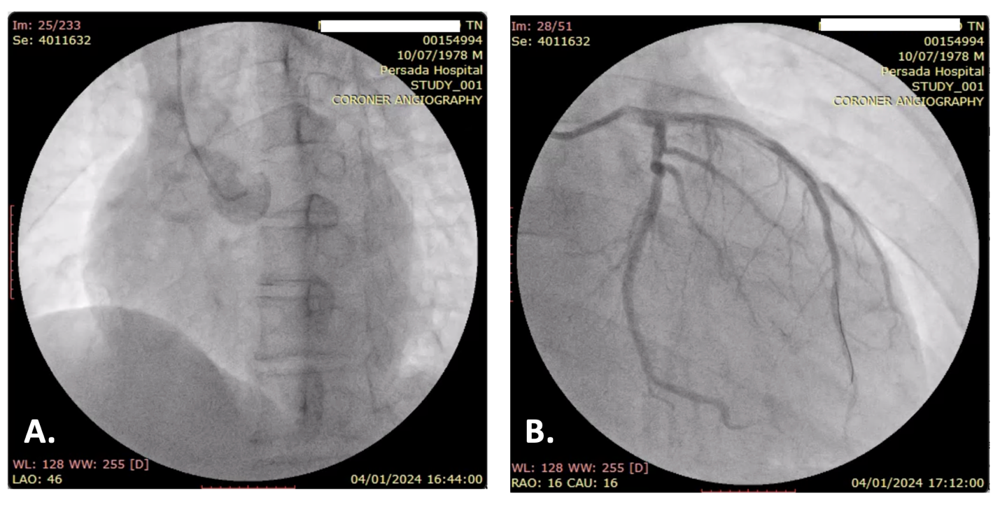 Im: 25/233
Se: 4011632
TN
00154994
10/07/1978 M
Persada Hospital
STUDY_001
CORONER ANGIOGRAPHY
A.
WL: 128 WW: 255 [D]
LAO: 46
04/01/2024 16:44:00
Im: 28/51
Se: 4011632
TN
00154994
10/07/1978 M
Persada Hospital
STUDY_001
CORONER ANGIOGRAPHY
B.
WL: 128 WW: 255 [D]
RAO: 16 CAU: 16
04/01/2024 17:12:00